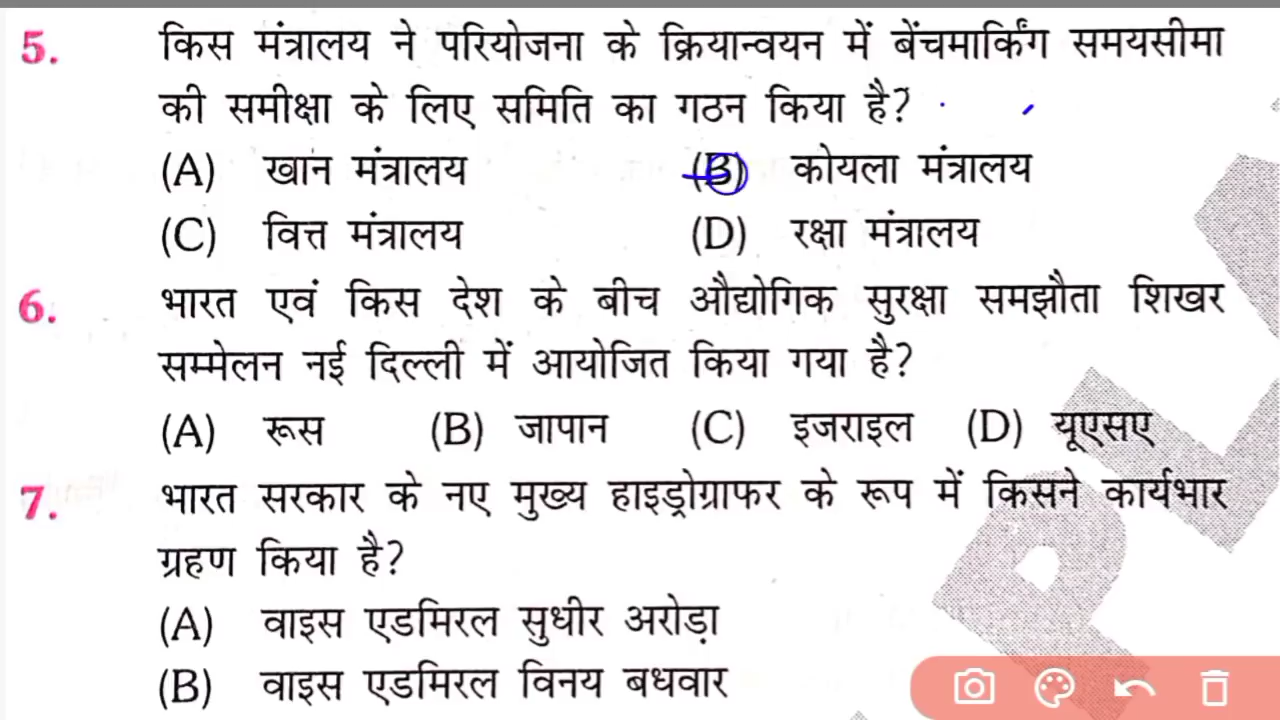 5. किस मंत्रालय ने परियोजना के क्रियान्वयन में बेंचमार्किंग समयसीमा
की समीक्षा के लिए समिति का गठन किया है?
(A) खान मंत्रालय (B) कोयला मंत्रालय
(C) वित्त मंत्रालय (D) रक्षा मंत्रालय
6. भारत एवं किस देश के बीच औद्योगिक सुरक्षा समझौता शिखर
सम्मेलन नई दिल्ली में आयोजित किया गया है?
(A) रूस (B) जापान (C) इजराइल (D) यूएसए
7. भारत सरकार के नए मुख्य हाइड्रोग्राफर के रूप में किसने कार्यभार
ग्रहण किया है?
(A) वाइस एडमिरल सुधीर अरोड़ा
(B) वाइस एडमिरल विनय बधवार